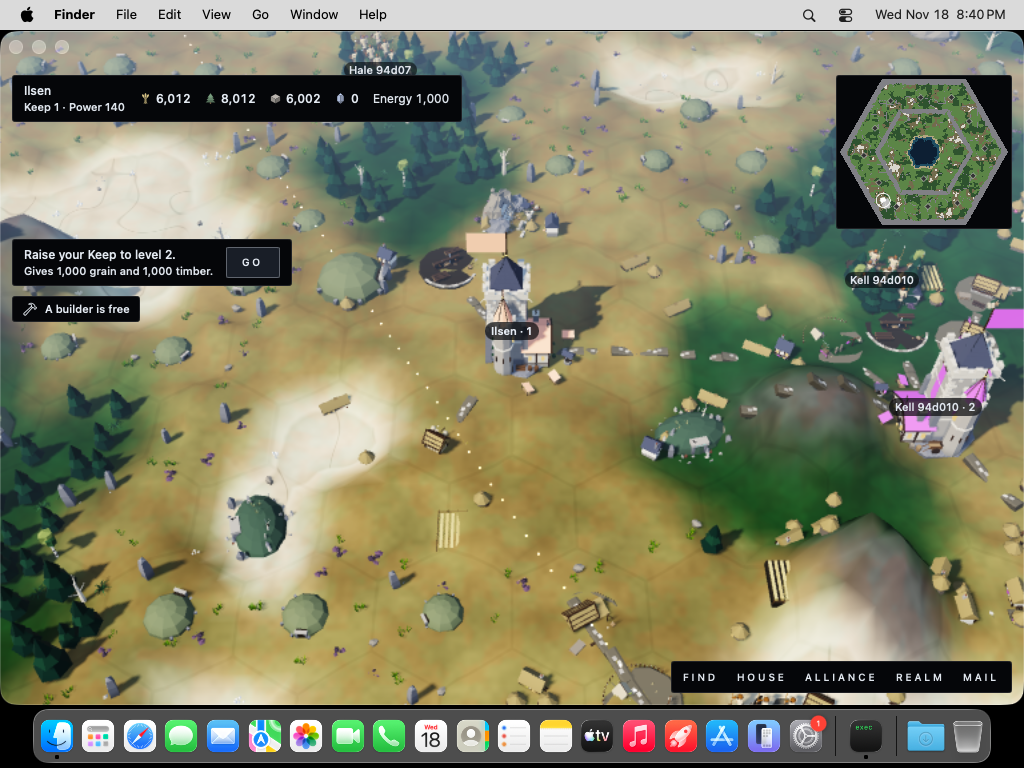 Finder File Edit View Go Window Help Wed Nov 18 8:40 PM
Hale 94d07
Ilsen
Keep 1 · Power 140
6,012 8,012 6,002 0 Energy 1,000
Raise your Keep to level 2.
Gives 1,000 grain and 1,000 timber.
GO
A builder is free
Kell 94d010
Ilsen · 1
Kell 94d010 · 2
FIND HOUSE ALLIANCE REALM MAIL
Wed
18
tv
1
exec